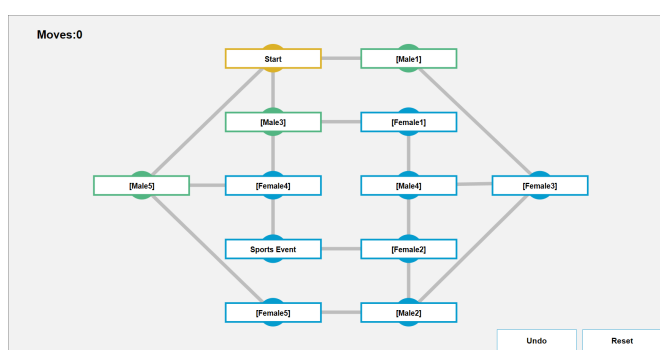 Moves:0
Start
[Male1]
[Male3]
[Female1]
[Male5]
[Female4]
[Male4]
[Female3]
Sports Event
[Female2]
[Female5]
[Male2]
Undo
Reset